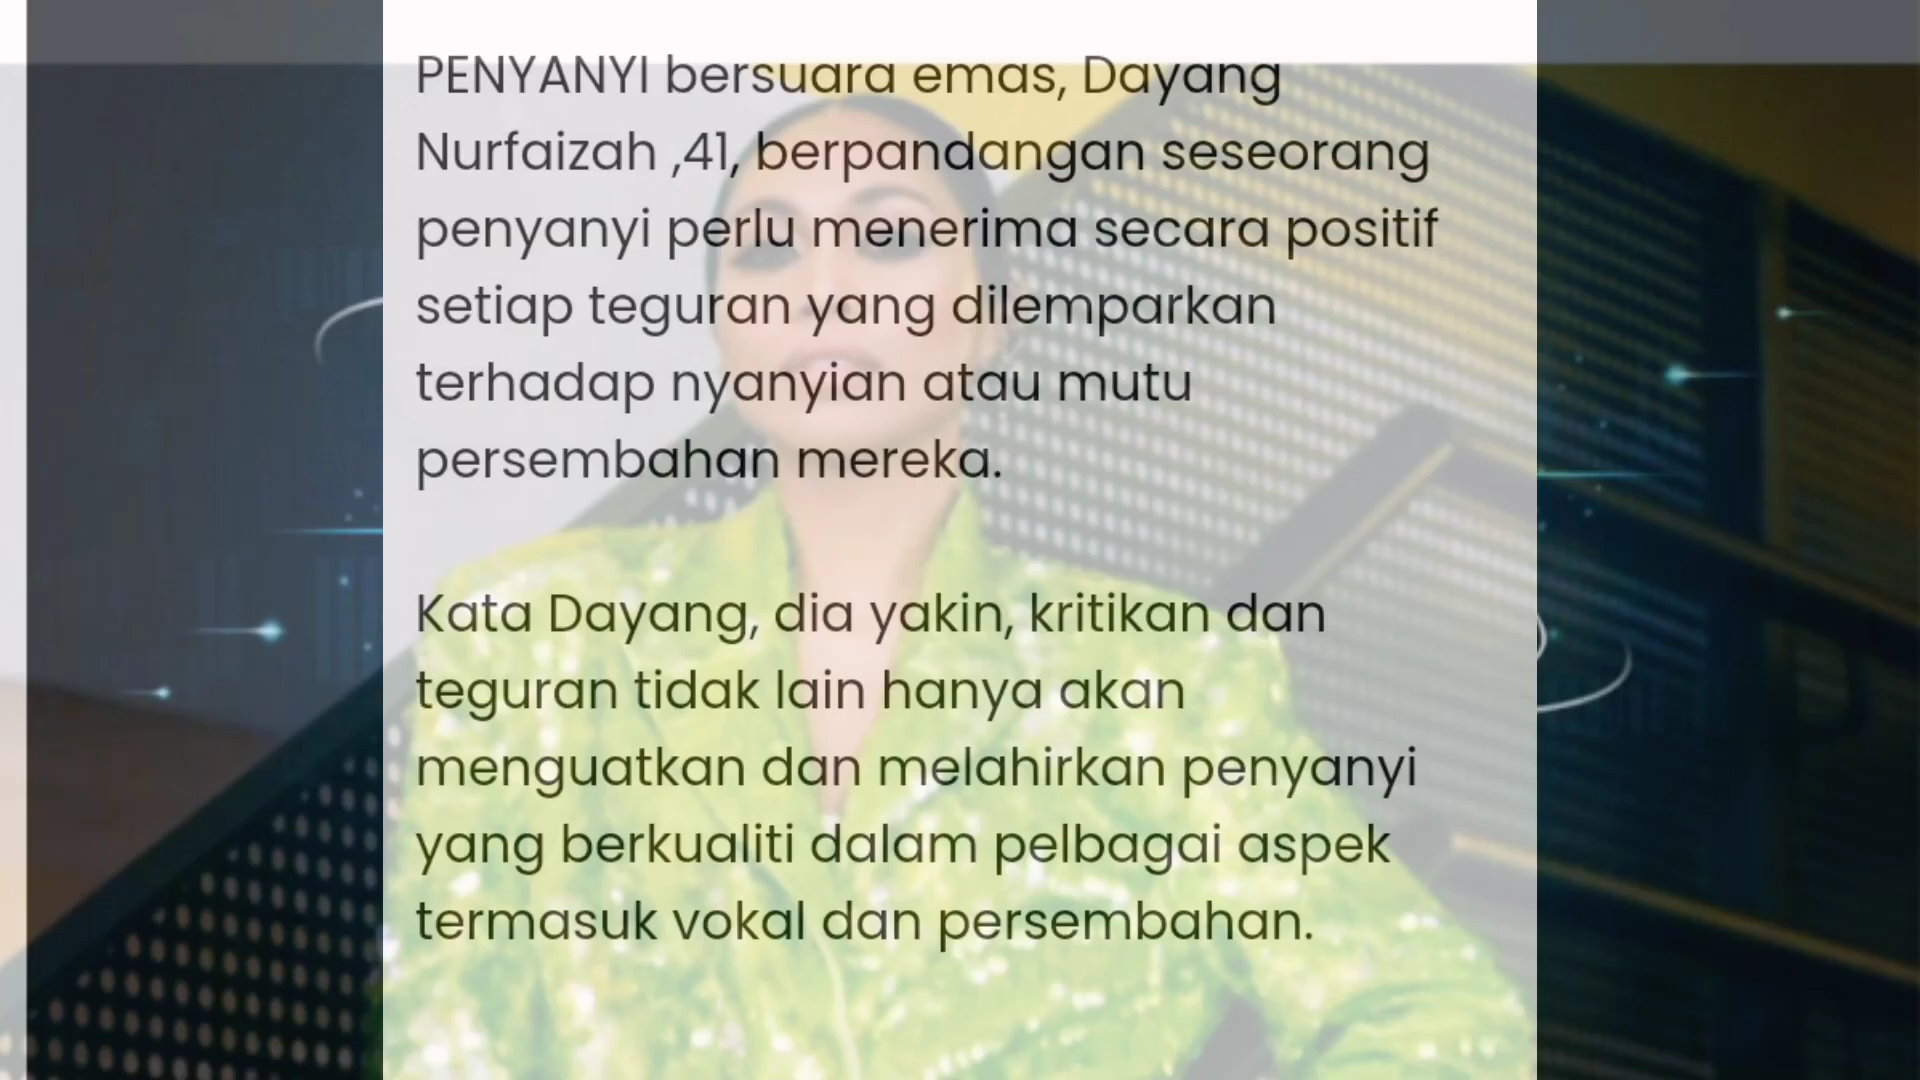 PENYANYI bersuara emas, Dayang
Nurfaizah ,41, berpandangan seseorang
penyanyi perlu menerima secara positif
setiap teguran yang dilemparkan
terhadap nyanyian atau mutu
persembahan mereka.
Kata Dayang, dia yakin, kritikan dan
teguran tidak lain hanya akan
menguatkan dan melahirkan penyanyi
yang berkualiti dalam pelbagai aspek
termasuk vokal dan persembahan.